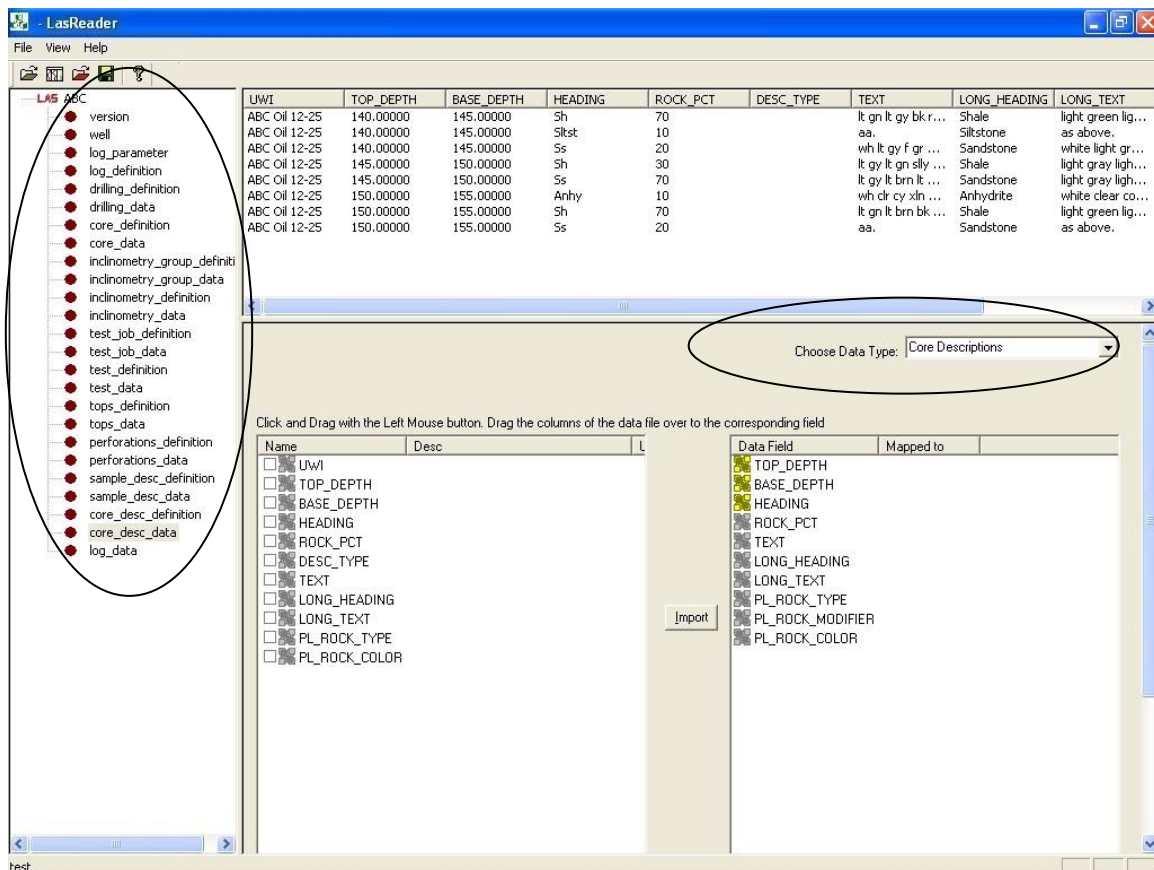 - LasReader
File View Help
LAS ABC
version
well
log_parameter
log_definition
drilling_definition
drilling_data
core_definition
core_data
inclinometry_group_definiti
inclinometry_group_data
inclinometry_definition
inclinometry_data
test_job_definition
test_job_data
test_definition
test_data
tops_definition
tops_data
perforations_definition
perforations_data
sample_desc_definition
sample_desc_data
core_desc_definition
core_desc_data
log_data
UWI TOP_DEPTH BASE_DEPTH HEADING ROCK_PCT DESC_TYPE TEXT LONG_HEADING LONG_TEXT
ABC Oil 12-25 140.00000 145.00000 Sh 70 lt gn lt gy bk r... Shale light green lig...
ABC Oil 12-25 140.00000 145.00000 Sltst 10 aa. Siltstone as above.
ABC Oil 12-25 140.00000 145.00000 Ss 20 wh lt gy f gr ... Sandstone white light gr...
ABC Oil 12-25 145.00000 150.00000 Sh 30 lt gy lt gn slly ... Shale light gray ligh...
ABC Oil 12-25 145.00000 150.00000 Ss 70 lt gy lt brn lt ... Sandstone light gray ligh...
ABC Oil 12-25 150.00000 155.00000 Anhy 10 wh clr cy xln ... Anhydrite white clear co...
ABC Oil 12-25 150.00000 155.00000 Sh 70 lt gn lt brn bk ... Shale light green lig...
ABC Oil 12-25 150.00000 155.00000 Ss 20 aa. Sandstone as above.
Choose Data Type: Core Descriptions
Click and Drag with the Left Mouse button. Drag the columns of the data file over to the corresponding field
Name Desc U
UWI
TOP_DEPTH
BASE_DEPTH
HEADING
ROCK_PCT
DESC_TYPE
TEXT
LONG_HEADING
LONG_TEXT
PL_ROCK_TYPE
PL_ROCK_COLOR
Import
Data Field Mapped to
TOP_DEPTH
BASE_DEPTH
HEADING
ROCK_PCT
TEXT
LONG_HEADING
LONG_TEXT
PL_ROCK_TYPE
PL_ROCK_MODIFIER
PL_ROCK_COLOR
test